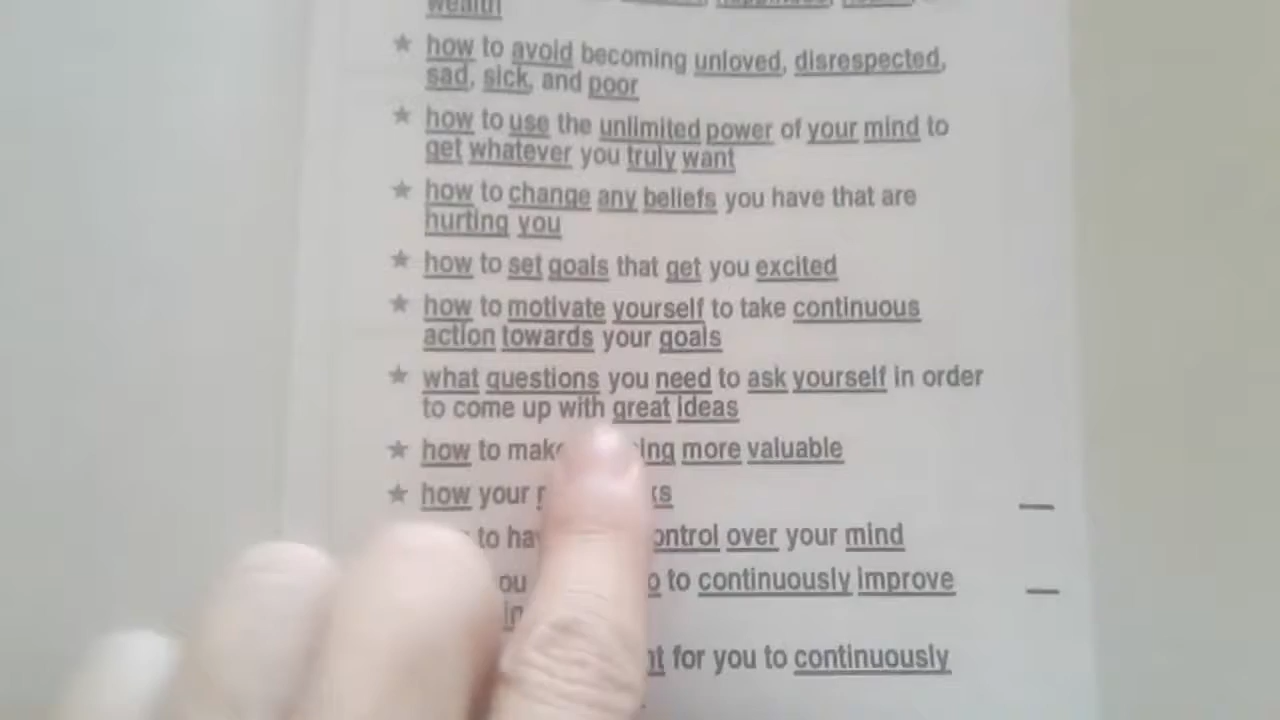 wealth
★ how to avoid becoming unloved, disrespected,
sad, sick, and poor
★ how to use the unlimited power of your mind to
get whatever you truly want
★ how to change any beliefs you have that are
hurting you
★ how to set goals that get you excited
★ how to motivate yourself to take continuous
action towards your goals
★ what questions you need to ask yourself in order
to come up with great ideas
★ how to make more valuable
★ how your
to control over your mind
to continuously improve
for you to continuously